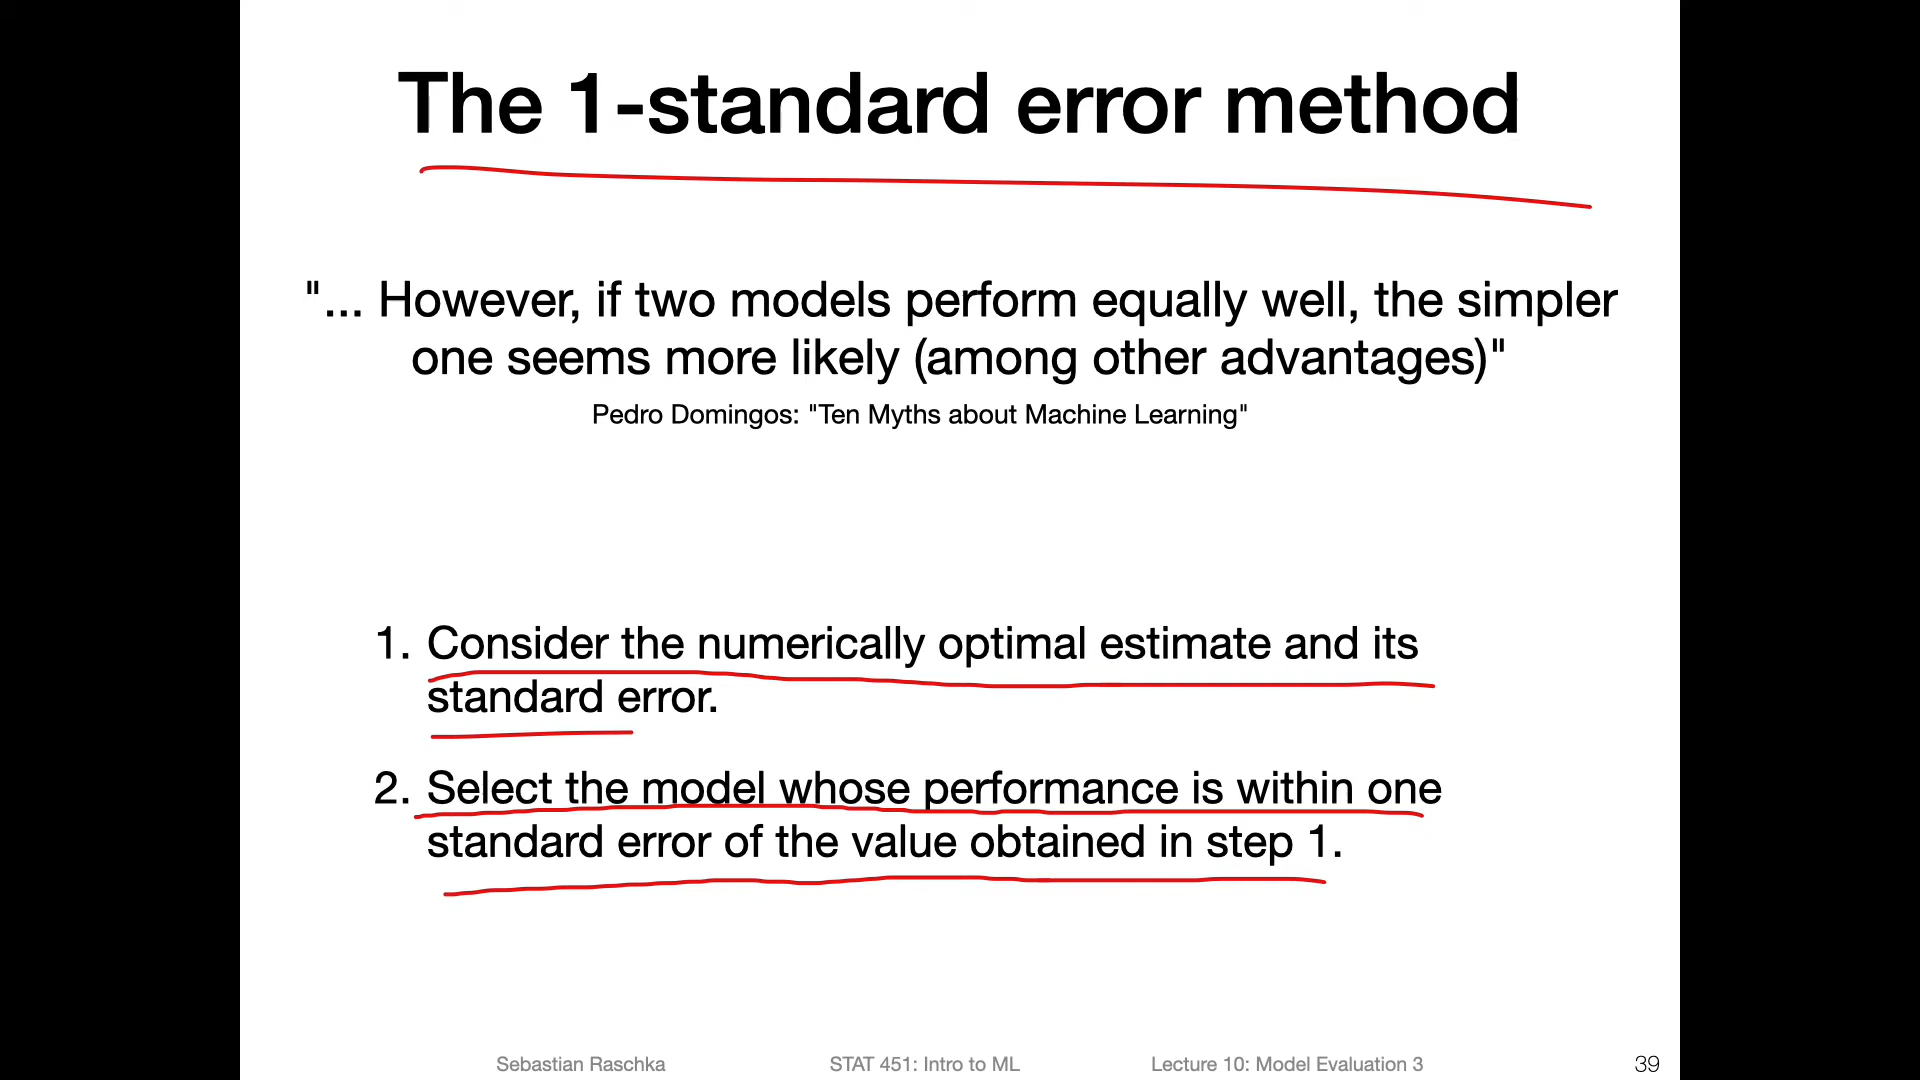 The 1-standard error method
"... However, if two models perform equally well, the simpler
one seems more likely (among other advantages)"
Pedro Domingos: "Ten Myths about Machine Learning"
1. Consider the numerically optimal estimate and its
standard error.
2. Select the model whose performance is within one
standard error of the value obtained in step 1.
Sebastian Raschka STAT 451: Intro to ML Lecture 10: Model Evaluation 3 39